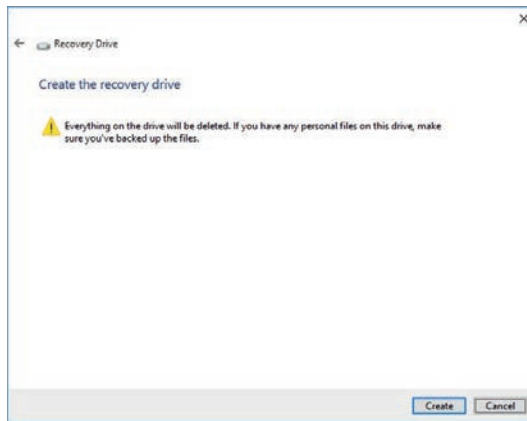 Recovery Drive
Create the recovery drive
Everything on the drive will be deleted. If you have any personal files on this drive, make
sure you've backed up the files.
Create Cancel